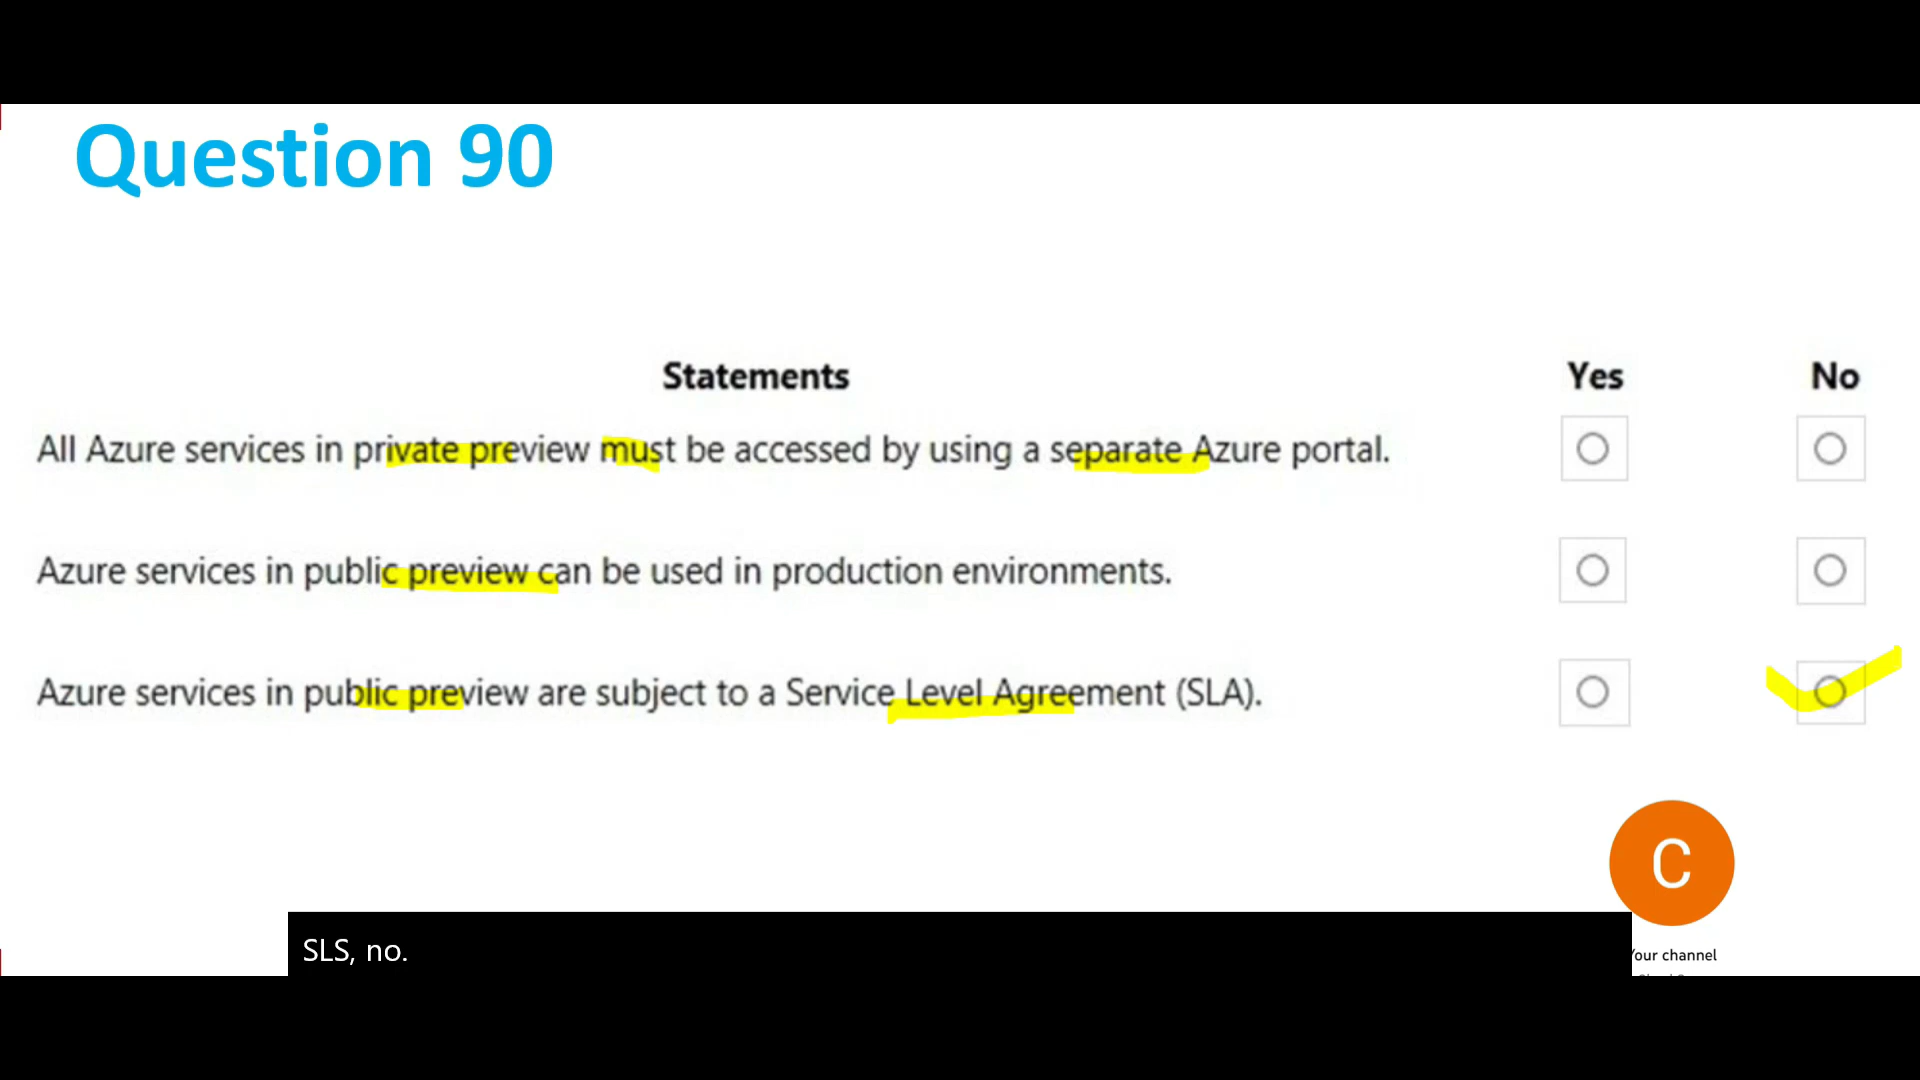 Question 90
Statements Yes No
All Azure services in private preview must be accessed by using a separate Azure portal.
Azure services in public preview can be used in production environments.
Azure services in public preview are subject to a Service Level Agreement (SLA).
C
SLS, no.
Your channel